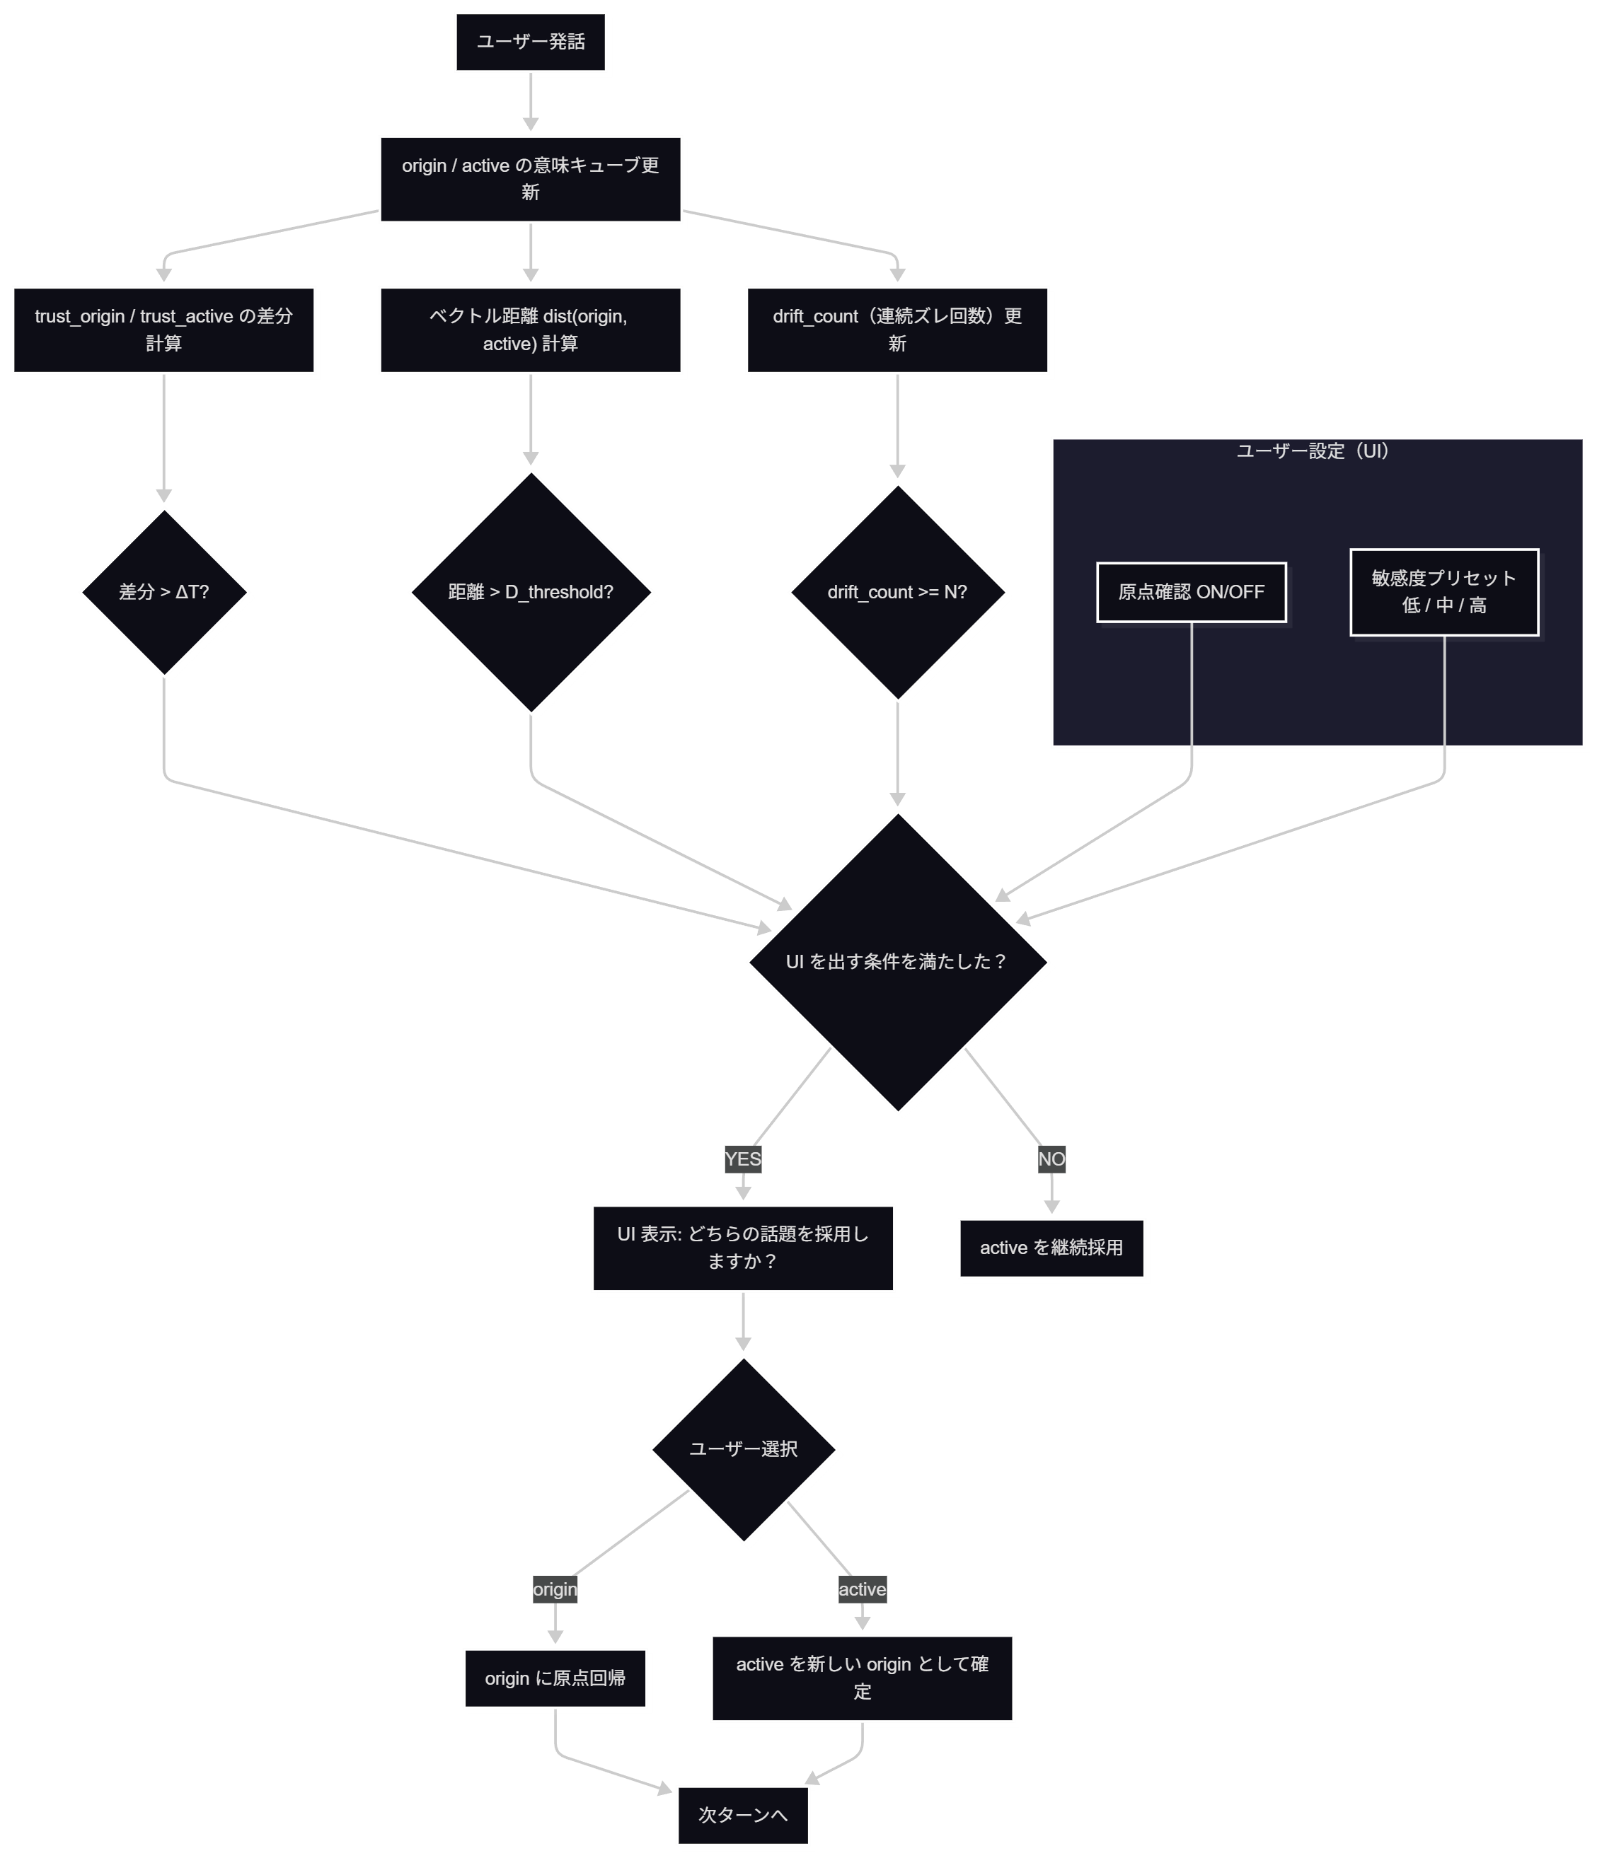 ユーザー発話
origin / active の意味キューブ更
新
trust_origin / trust_active の差分
計算
ベクトル距離 dist(origin,
active) 計算
drift_count（連続ズレ回数）更
新
ユーザー設定（UI）
差分 > ΔT?
距離 > D_threshold?
drift_count >= N?
原点確認 ON/OFF
敏感度プリセット
低 / 中 / 高
UI を出す条件を満たした？
YES
NO
UI 表示: どちらの話題を採用し
ますか？
active を継続採用
ユーザー選択
origin
active
origin に原点回帰
active を新しい origin として確
定
次ターンへ